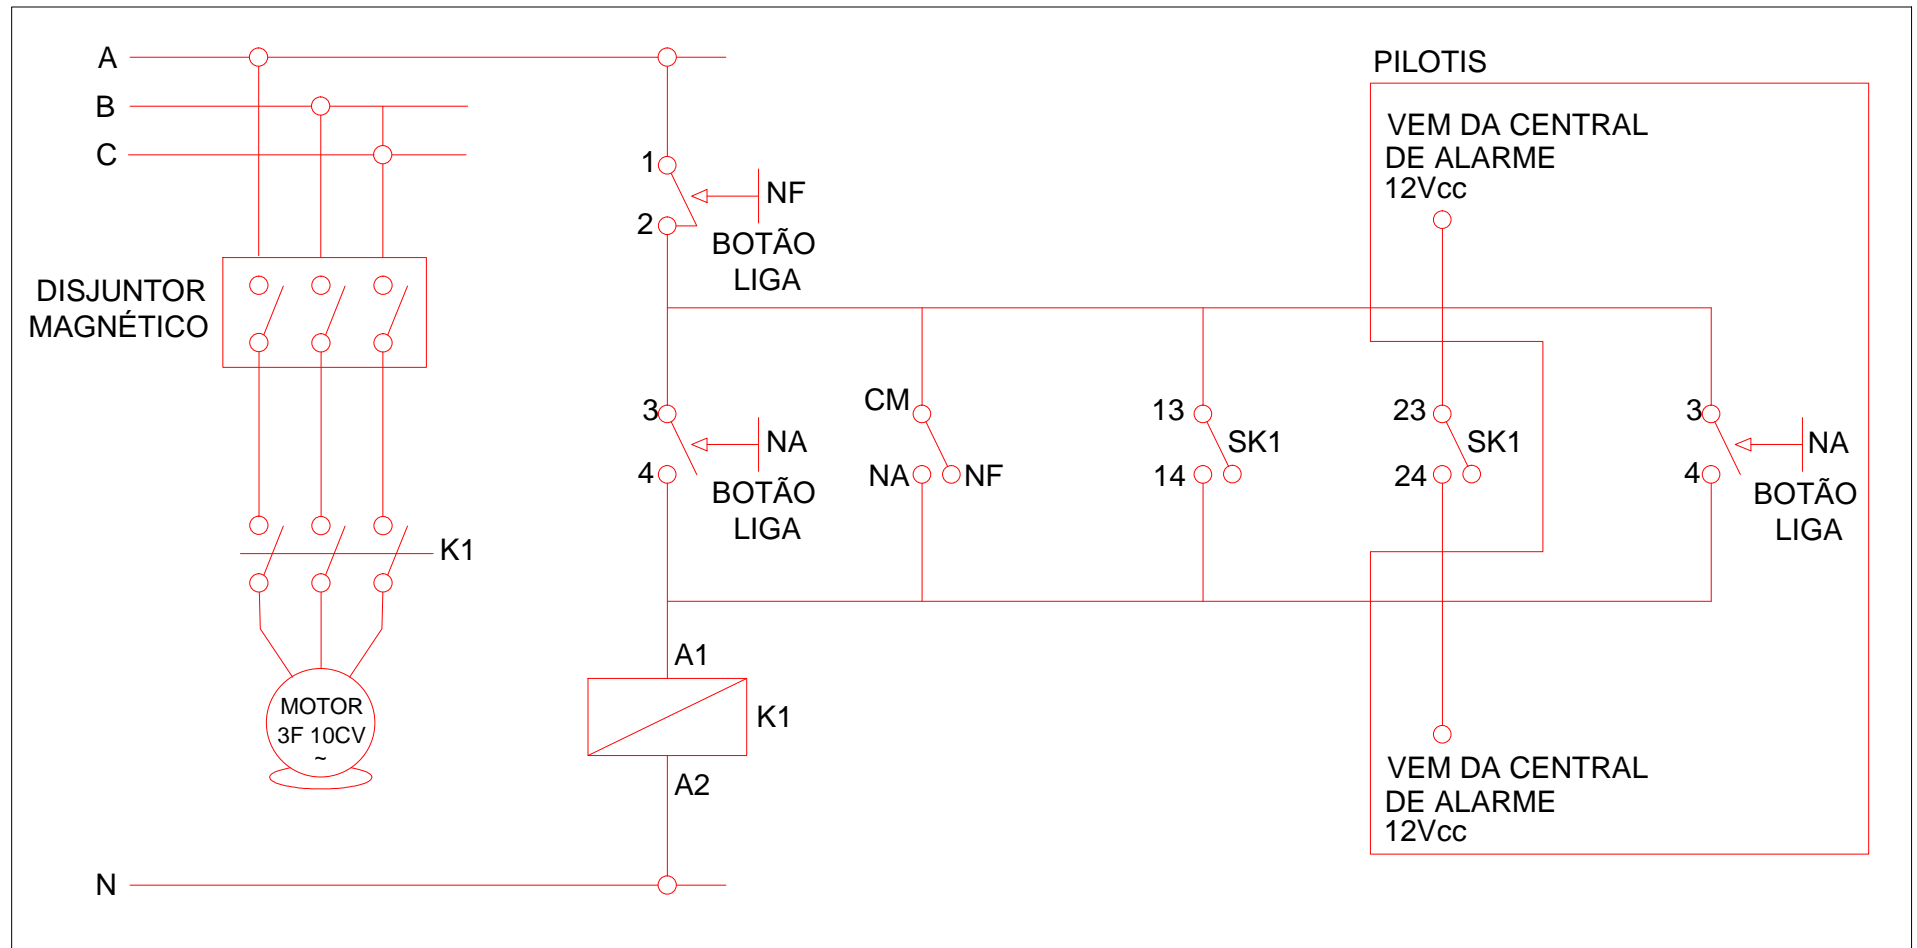 A
B
C
DISJUNTOR
MAGNÉTICO
K1
MOTOR
3F 10CV
~
N
1
2
NF
BOTÃO
LIGA
3
4
NA
BOTÃO
LIGA
CM
NA
NF
13
14
SK1
A1
K1
A2
PILOTIS
VEM DA CENTRAL
DE ALARME
12Vcc
23
24
SK1
3
4
NA
BOTÃO
LIGA
VEM DA CENTRAL
DE ALARME
12Vcc